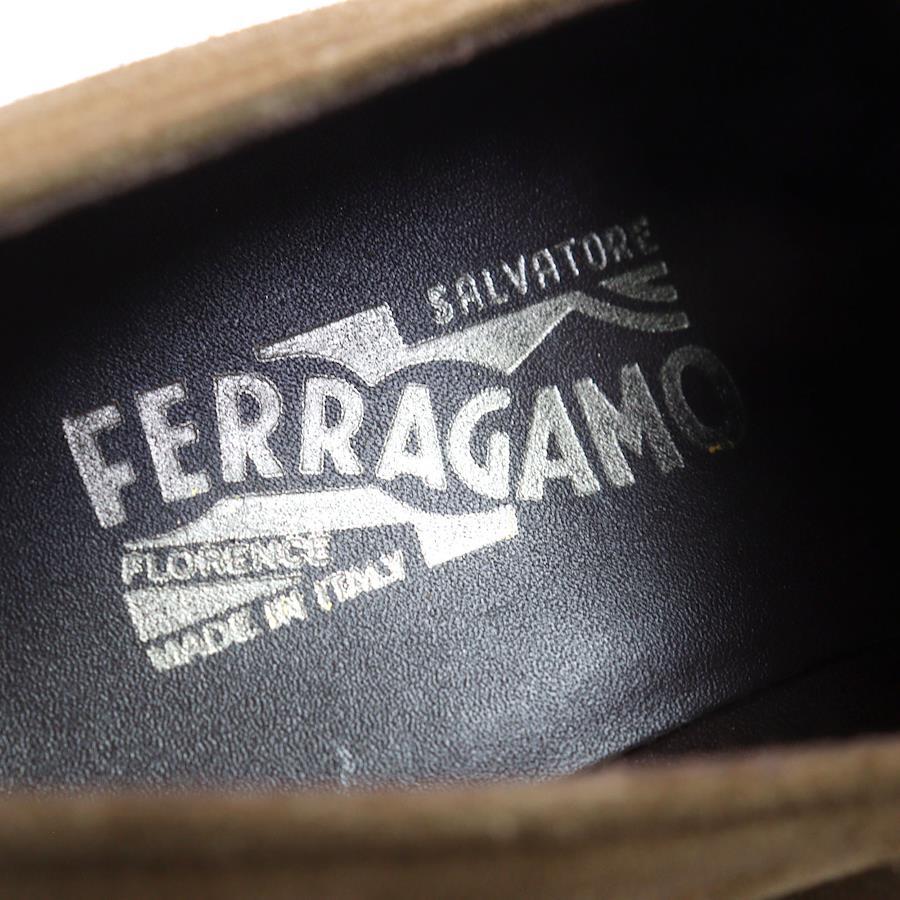 SALVATORE
FERRAGAMO
FLORENCE
MADE IN ITALY